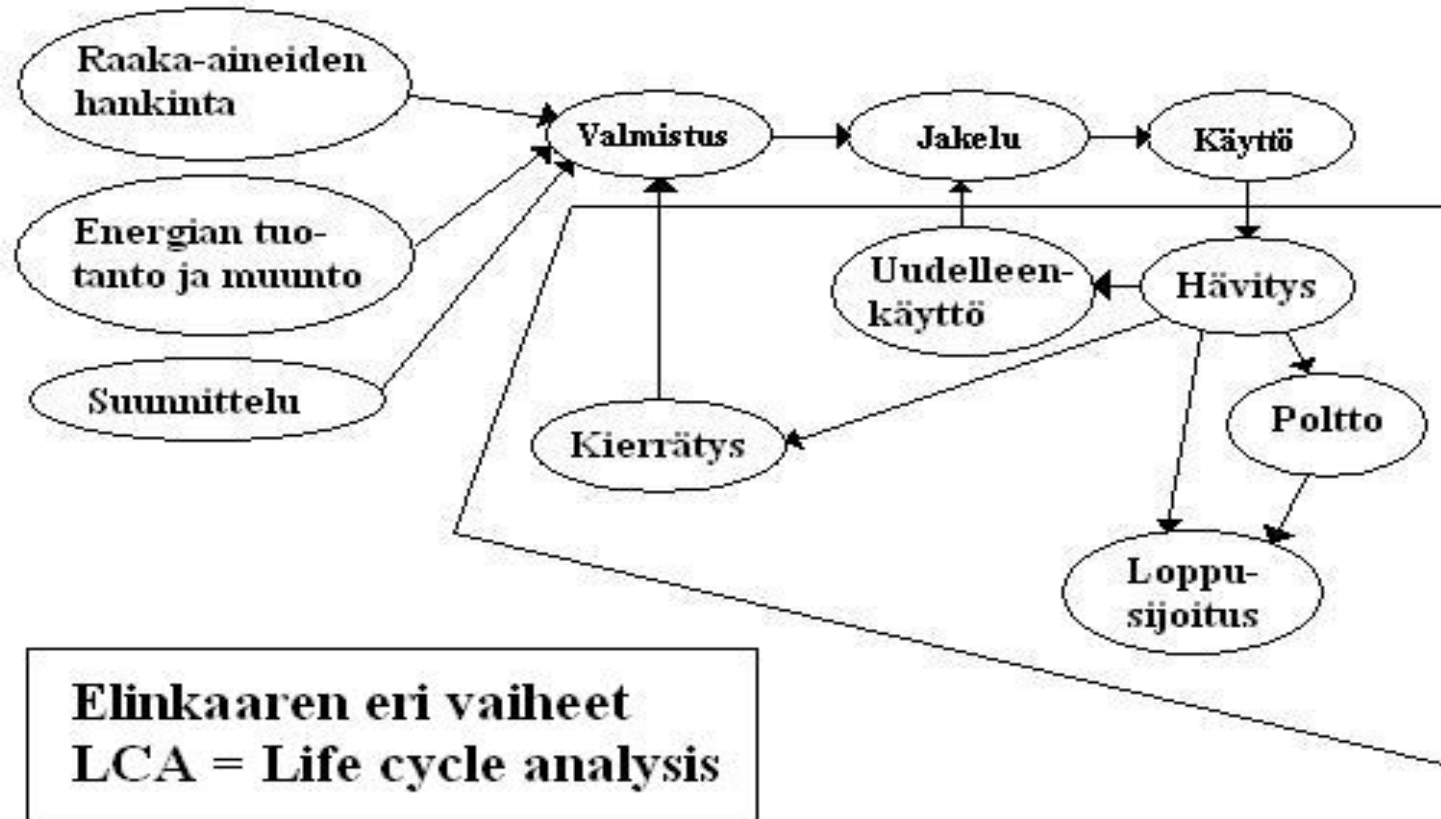 Raaka-aineiden
hankinta
Valmistus
Jakelu
Käyttö
Energian tuo-
tanto ja muunto
Uudelleen-
käyttö
Hävitys
Suunnittelu
Kierrätys
Poltto
Loppu-
sijoitus
Elinkaaren eri vaiheet
LCA = Life cycle analysis